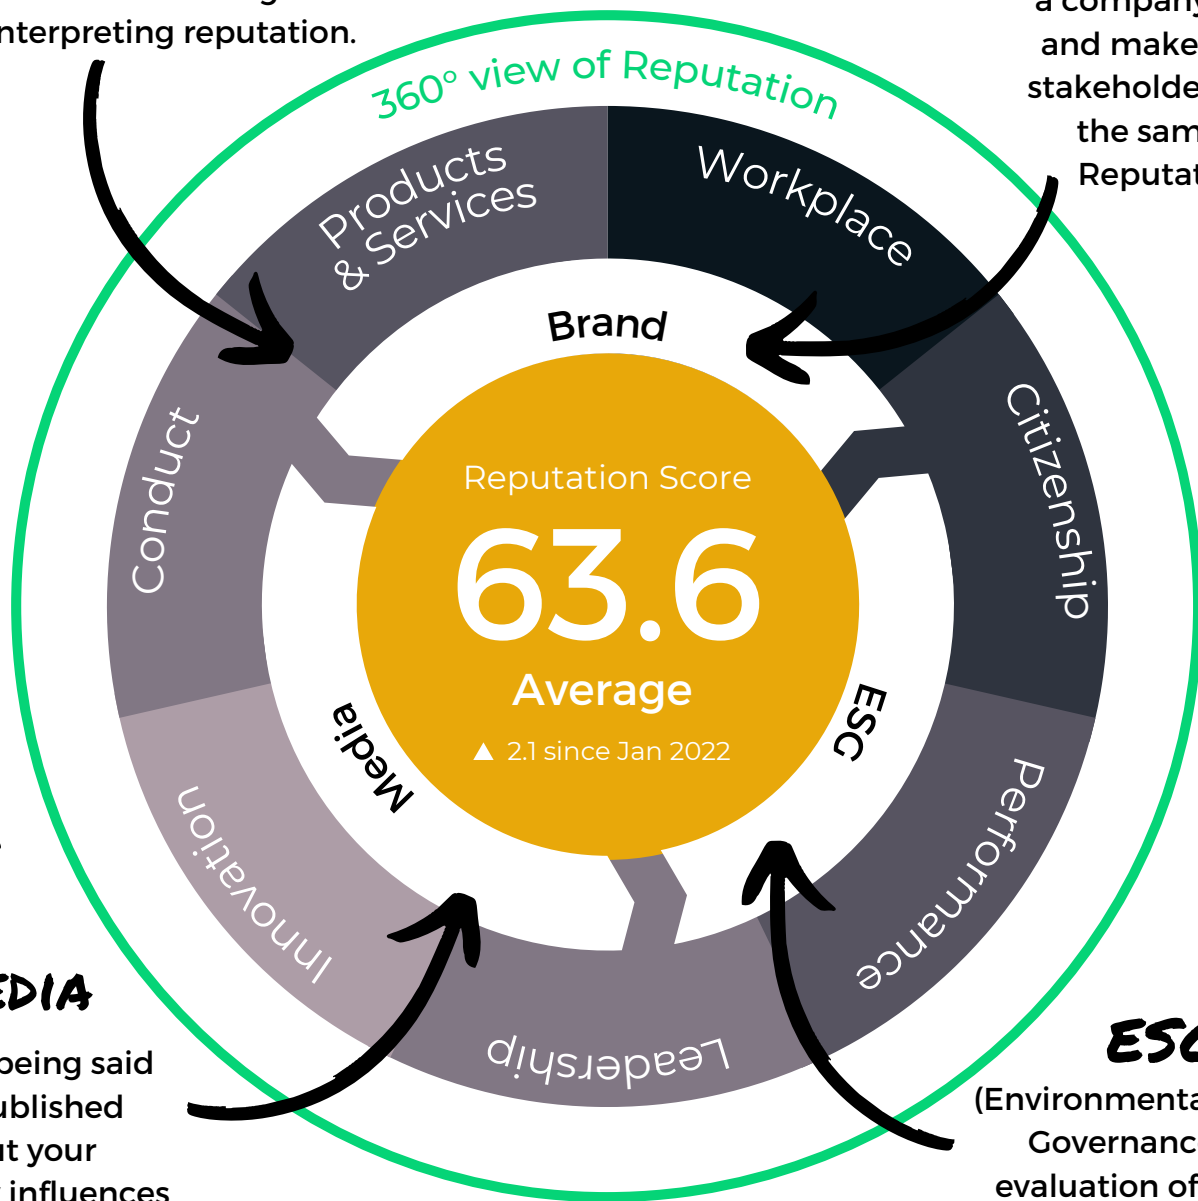 nterpreting reputation.
a company
and make
stakeholde
the sam
Reputat
360° view of Reputation
Products
& Services
Workplace
Brand
Conduct
Citizenship
Reputation Score
63.6
Average
▲ 2.1 since Jan 2022
Media
ESG
Innovation
Performance
Leadership
EDIA
being said
ublished
ut your
influences
ESG
(Environmenta
Governanc
evaluation of